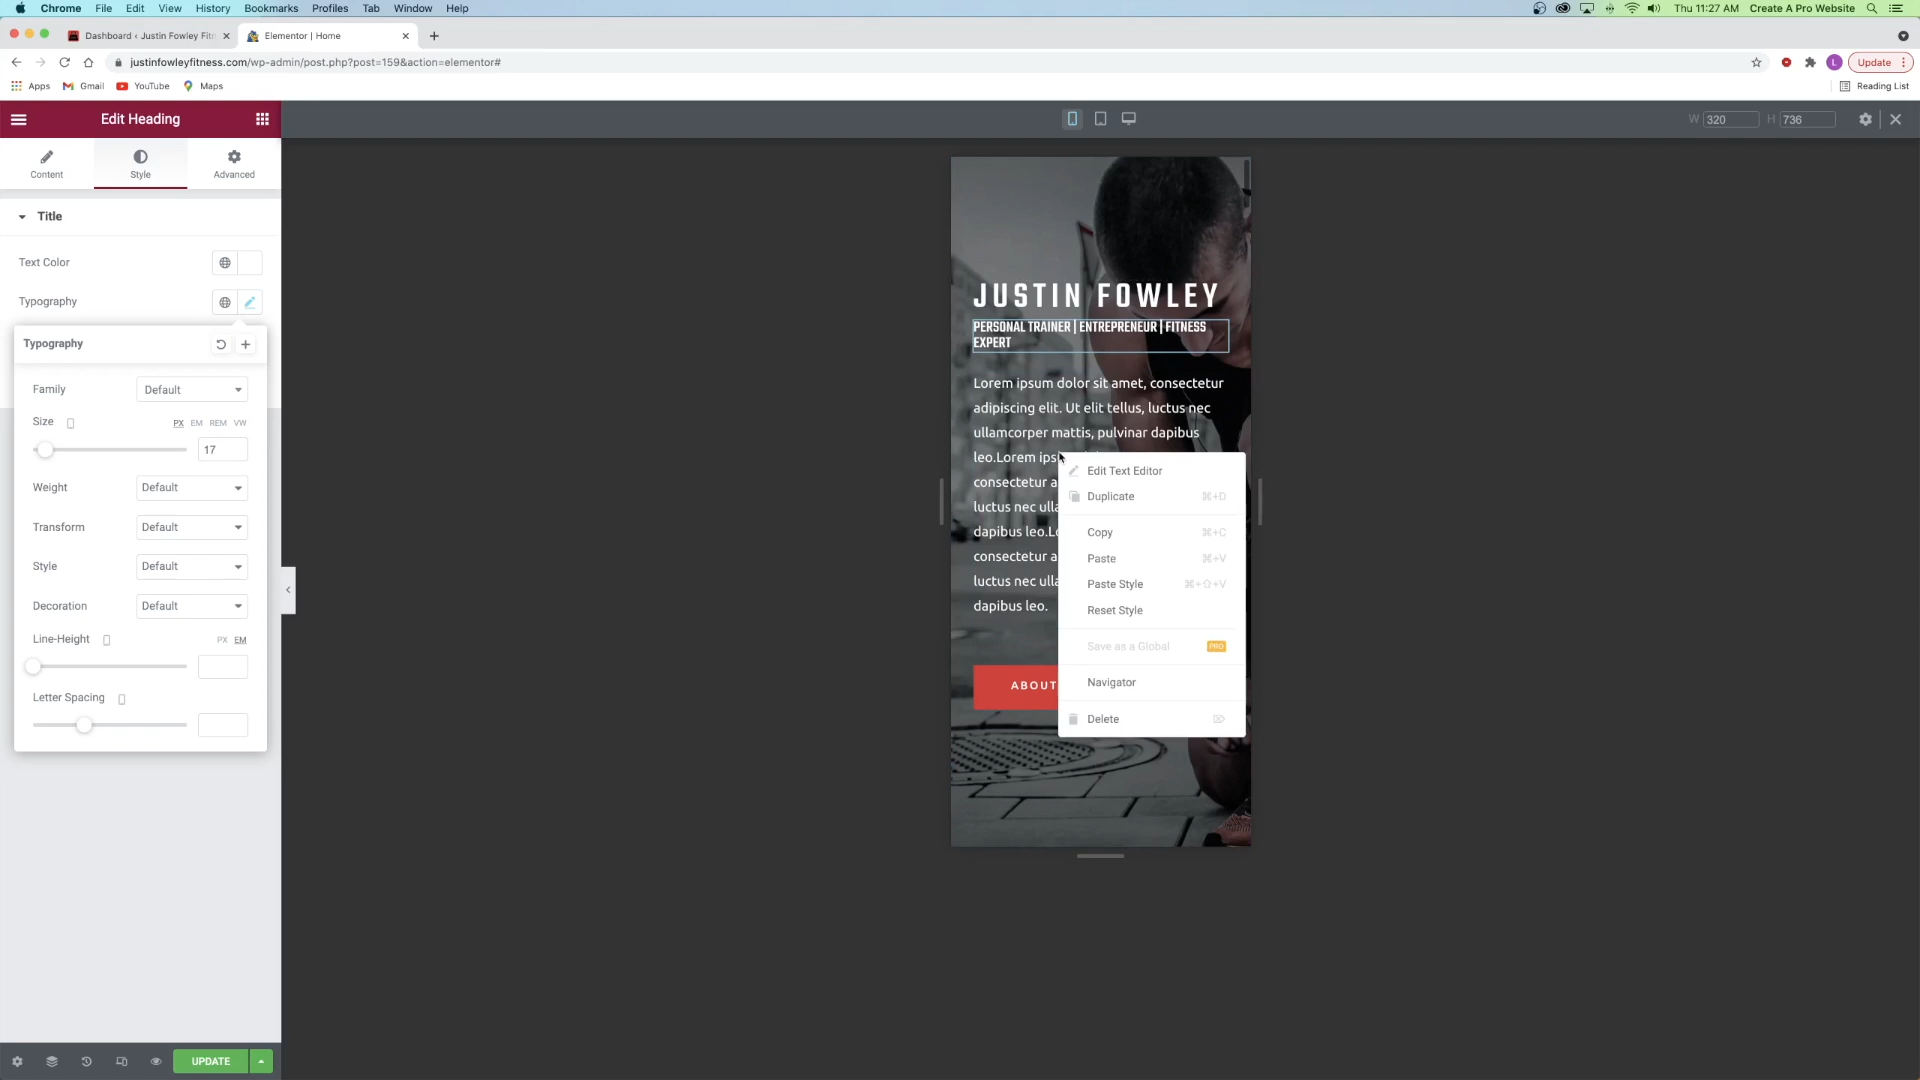 Chrome File Edit View History Bookmarks Profiles Tab Window Help
Thu 11:27 AM Create A Pro Website
Dashboard ‹ Justin Fowley Fitn
Elementor | Home
justinfowleyfitness.com/wp-admin/post.php?post=159&action=elementor#
L
Update
Apps Gmail YouTube Maps
Reading List
Edit Heading
W 320 H 736
Content Style Advanced
Title
Text Color
Typography
Typography
Family Default
Size PX EM REM VW
17
Weight Default
Transform Default
Style Default
Decoration Default
Line-Height PX EM
Letter Spacing
UPDATE
JUSTIN FOWLEY
PERSONAL TRAINER | ENTREPRENEUR | FITNESS
EXPERT
Lorem ipsum dolor sit amet, consectetur
adipiscing elit. Ut elit tellus, luctus nec
ullamcorper mattis, pulvinar dapibus
leo.Lorem ips
consectetur a
luctus nec ulla
dapibus leo.Lo
consectetur a
luctus nec ulla
dapibus leo.
ABOUT
Edit Text Editor
Duplicate ⌘+D
Copy ⌘+C
Paste ⌘+V
Paste Style ⌘+⇧+V
Reset Style
Save as a Global PRO
Navigator
Delete ⌦